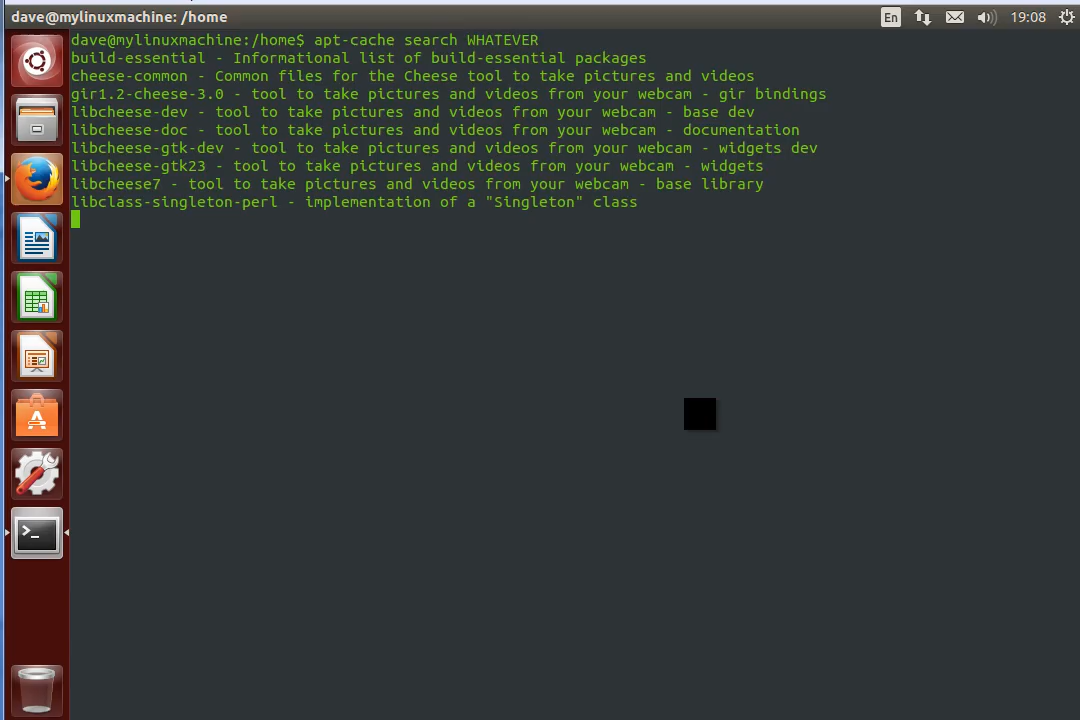 dave@mylinuxmachine: /home
En
19:08
dave@mylinuxmachine:/home$ apt-cache search WHATEVER
build-essential - Informational list of build-essential packages
cheese-common - Common files for the Cheese tool to take pictures and videos
gir1.2-cheese-3.0 - tool to take pictures and videos from your webcam - gir bindings
libcheese-dev - tool to take pictures and videos from your webcam - base dev
libcheese-doc - tool to take pictures and videos from your webcam - documentation
libcheese-gtk-dev - tool to take pictures and videos from your webcam - widgets dev
libcheese-gtk23 - tool to take pictures and videos from your webcam - widgets
libcheese7 - tool to take pictures and videos from your webcam - base library
libclass-singleton-perl - implementation of a "Singleton" class